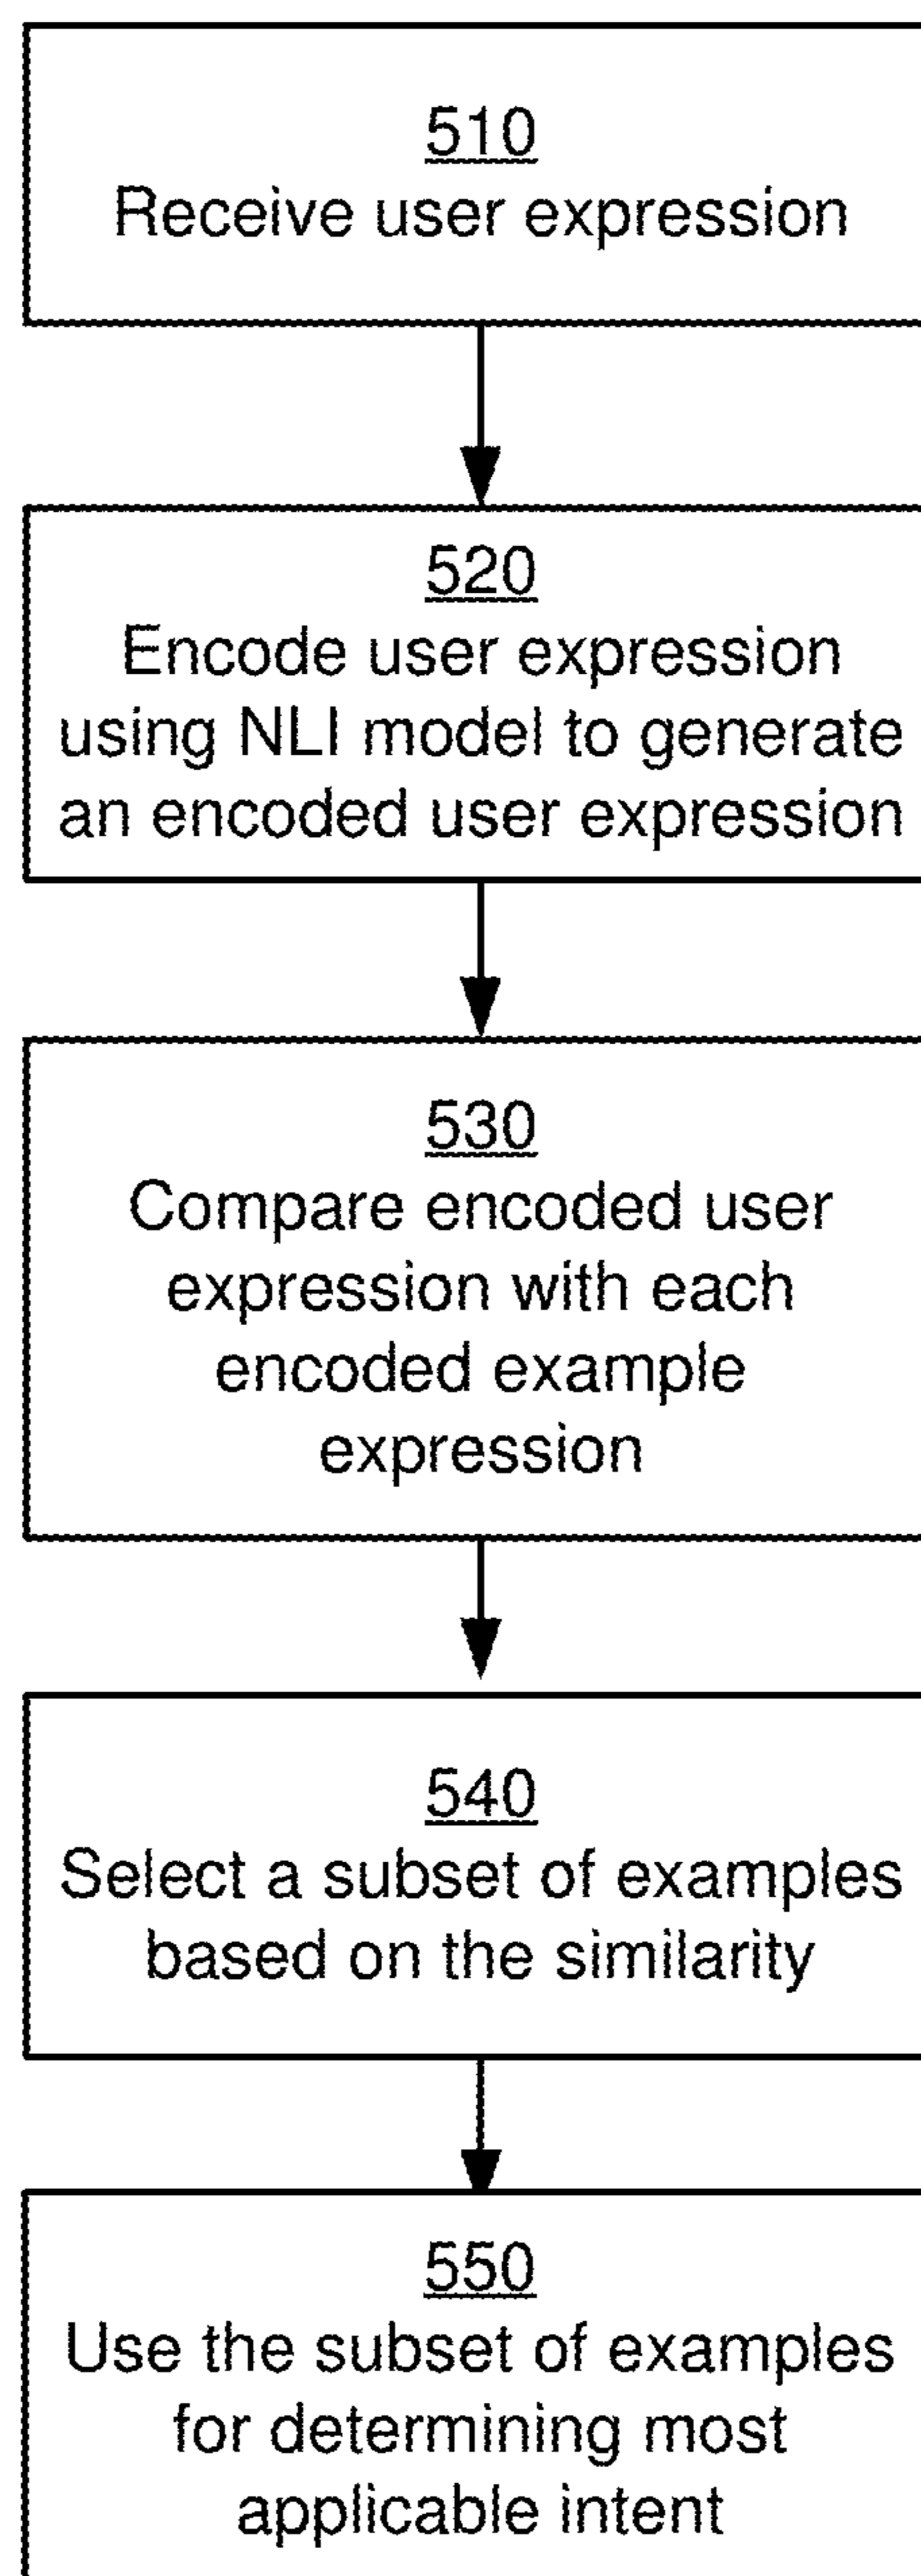 510
Receive user expression
520
Encode user expression
using NLI model to generate
an encoded user expression
530
Compare encoded user
expression with each
encoded example
expression
540
Select a subset of examples
based on the similarity
550
Use the subset of examples
for determining most
applicable intent